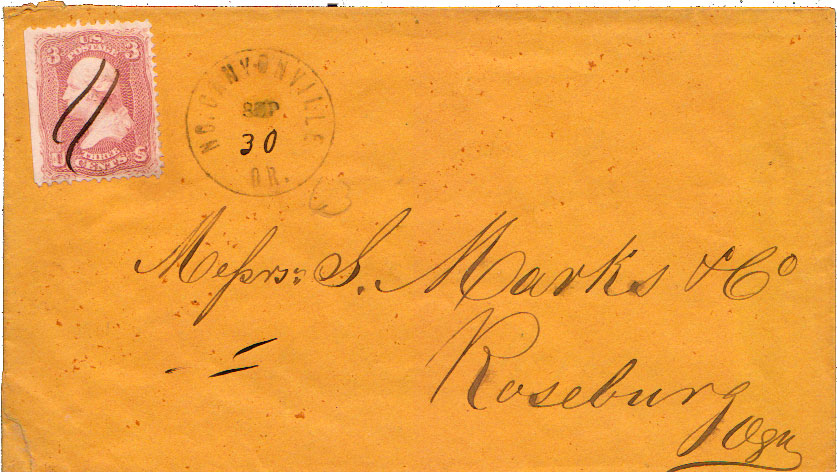 3 U.S. 3
POSTAGE
THREE
U CENTS S
NO. CANYONVILLE
SEP
30
OR.
Messrs: S. Marks & Co
Roseburg
Ogn